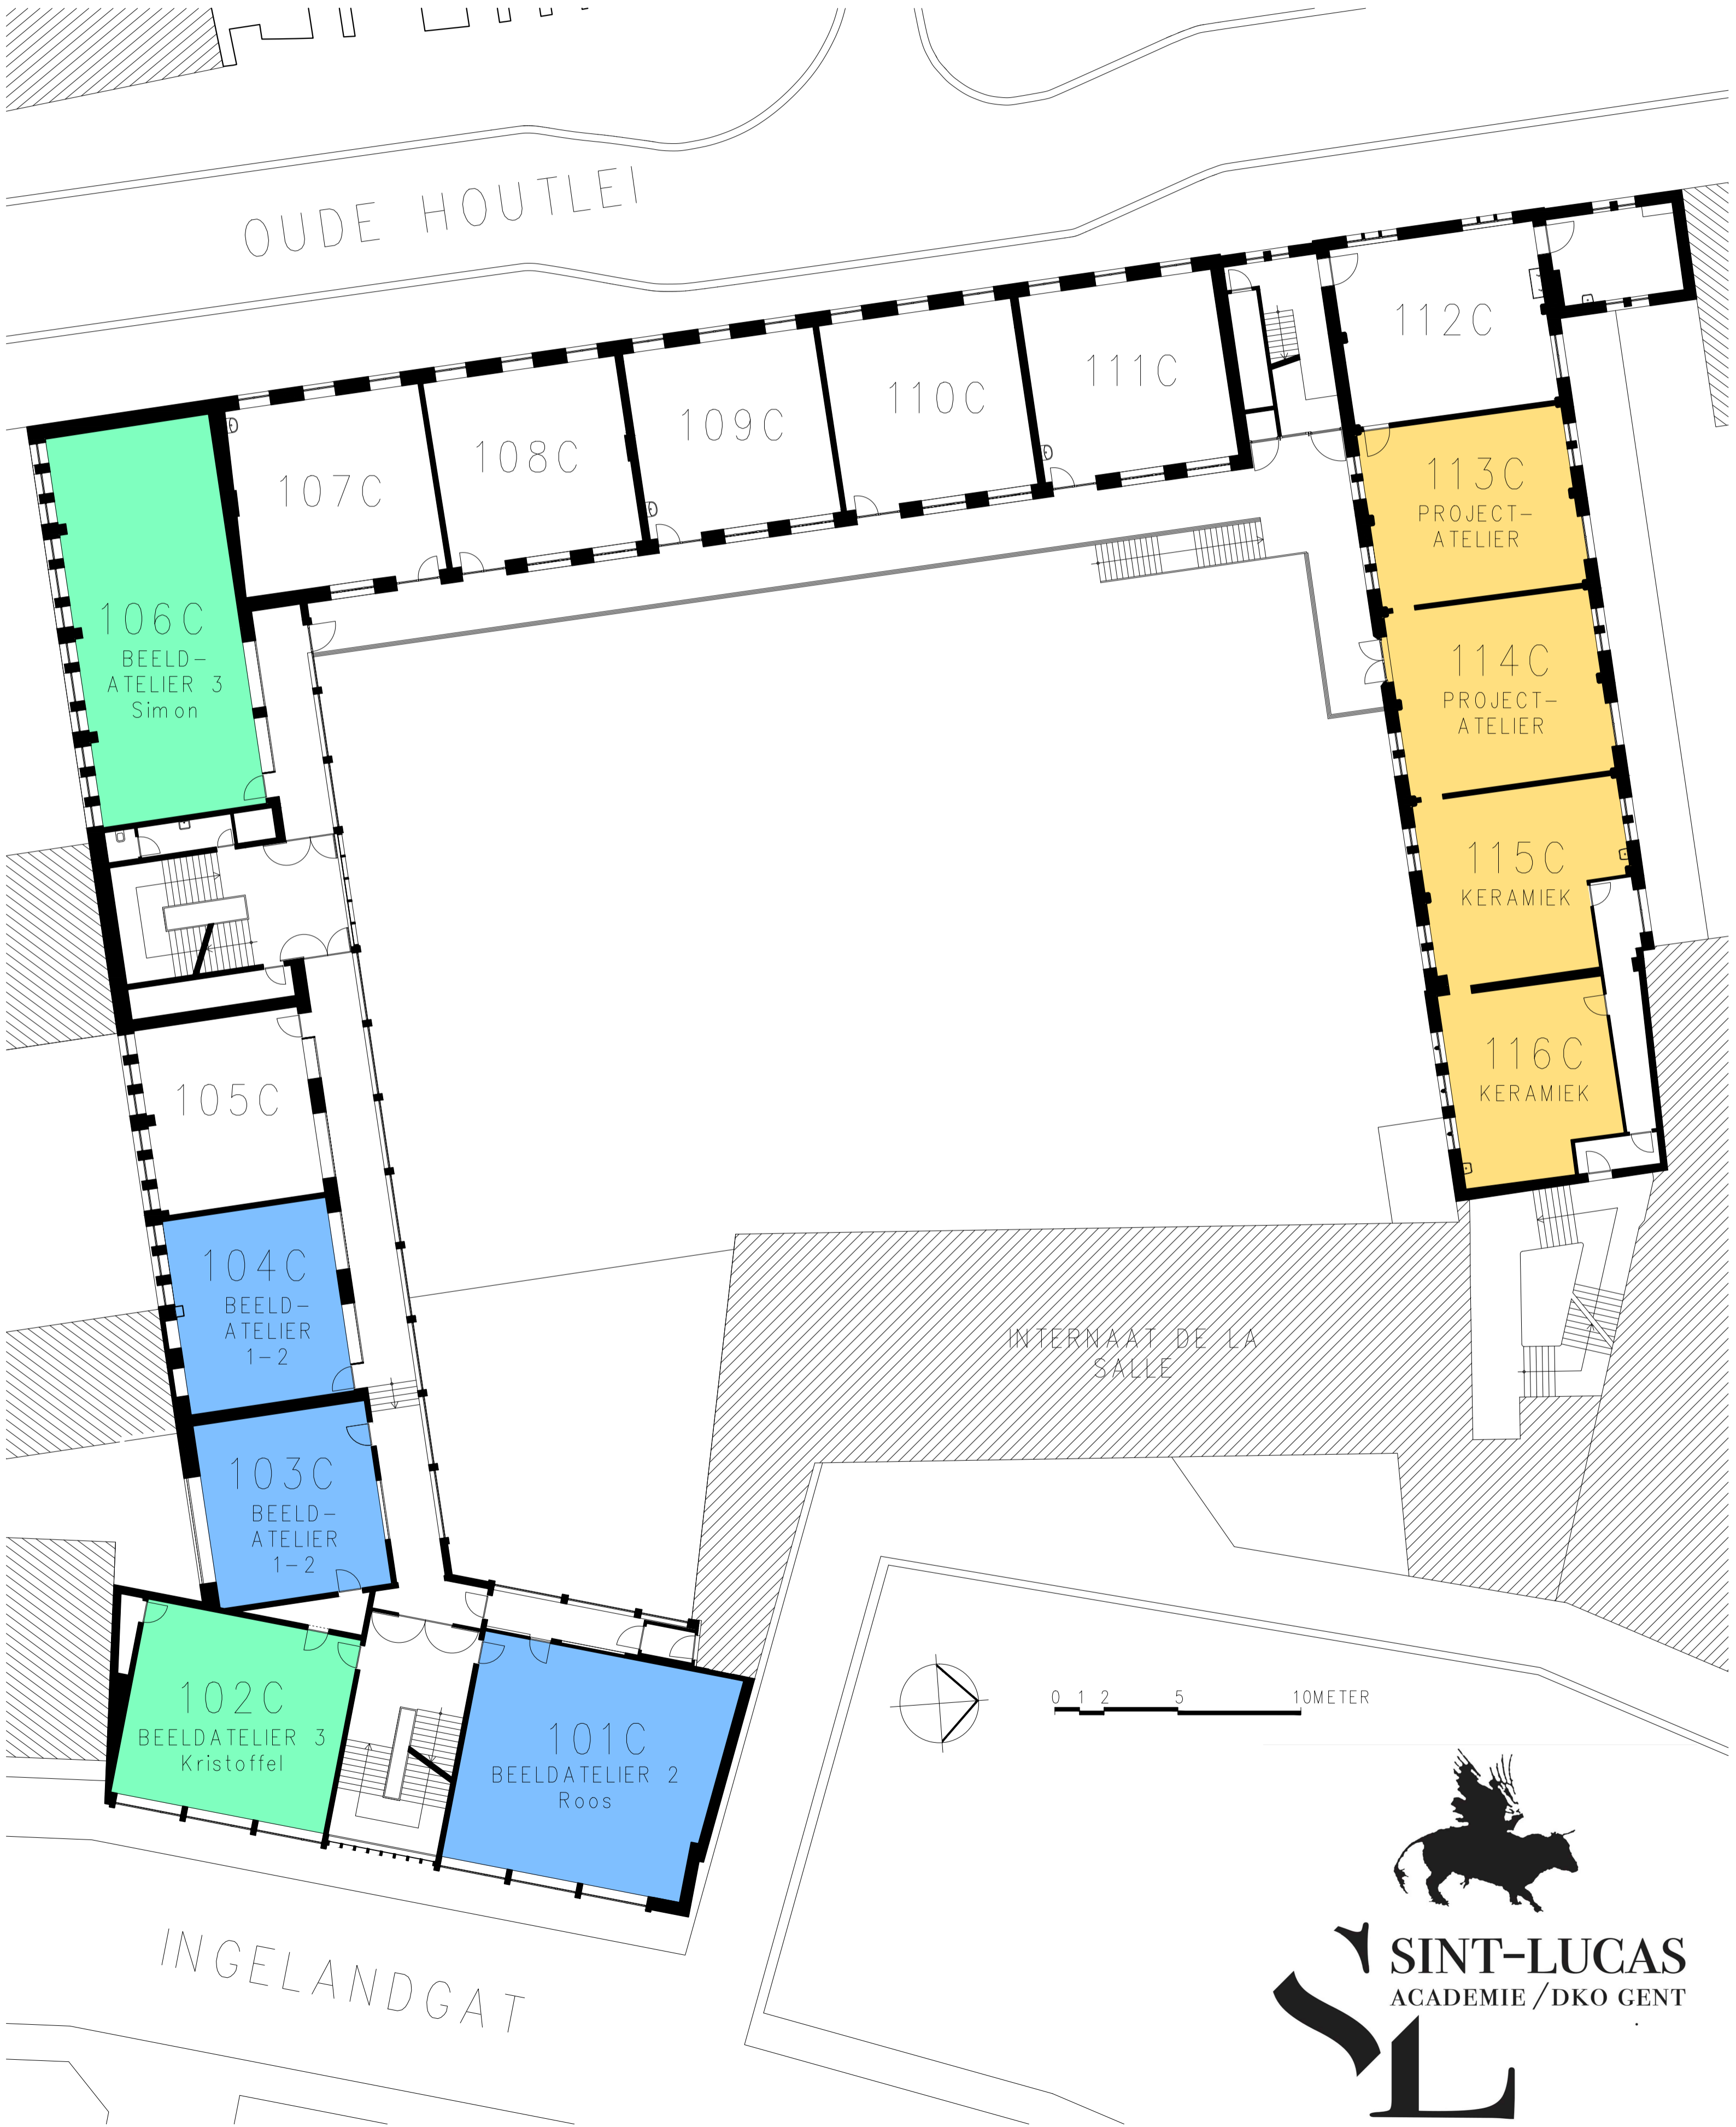 OUDE HOUTLEI
112C
111C
110C
109C
108C
107C
113C
PROJECT-
ATELIER
106C
BEELD-
ATELIER 3
Simon
114C
PROJECT-
ATELIER
115C
KERAMIEK
116C
KERAMIEK
105C
104C
BEELD-
ATELIER
1-2
INTERNAAT DE LA
SALLE
103C
BEELD-
ATELIER
1-2
102C
BEELDATELIER 3
Kristoffel
101C
BEELDATELIER 2
Roos
0 1 2 5 10METER
INGELANDGAT
SINT-LUCAS
ACADEMIE/DKO GENT
SL